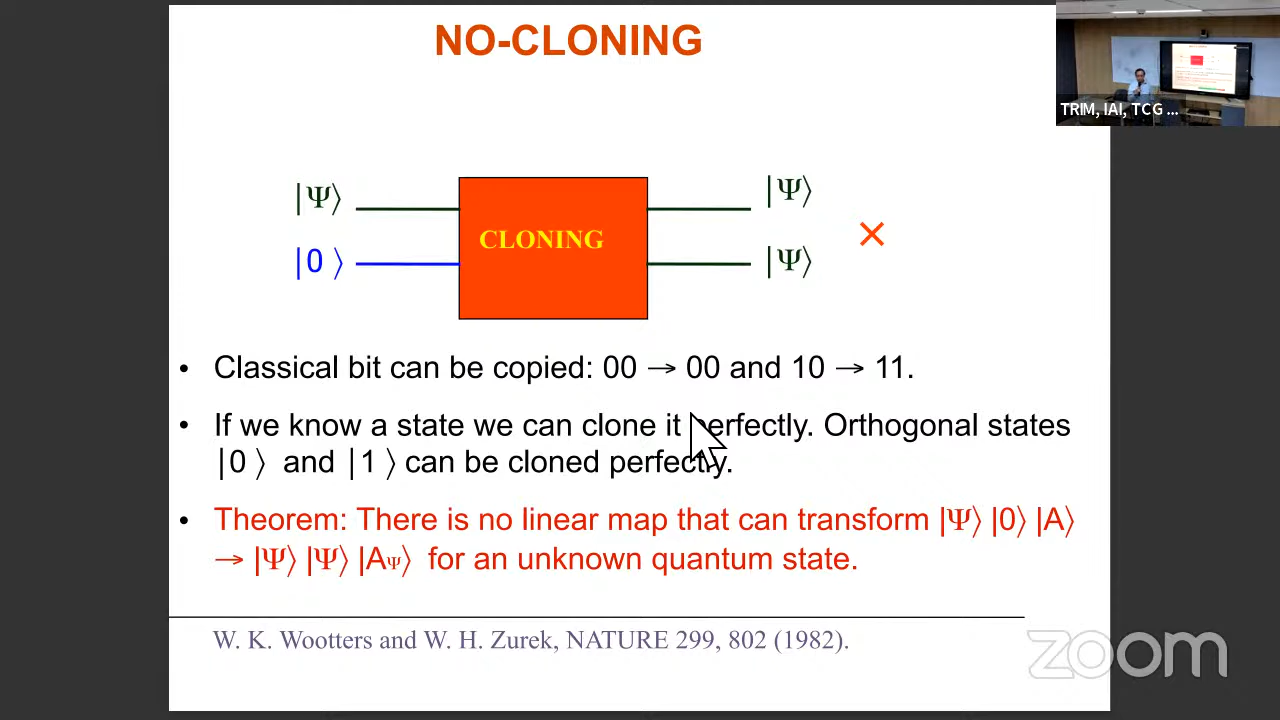 NO-CLONING
TRIM, IAI, TCG ...
|Ψ⟩
|Ψ⟩
CLONING
×
|0 ⟩
|Ψ⟩
• Classical bit can be copied: 00 → 00 and 10 → 11.
• If we know a state we can clone it perfectly. Orthogonal states
|0 ⟩ and |1 ⟩ can be cloned perfectly.
• Theorem: There is no linear map that can transform |Ψ⟩ |0⟩ |A⟩
→ |Ψ⟩ |Ψ⟩ |AΨ⟩ for an unknown quantum state.
W. K. Wootters and W. H. Zurek, NATURE 299, 802 (1982).
zoom